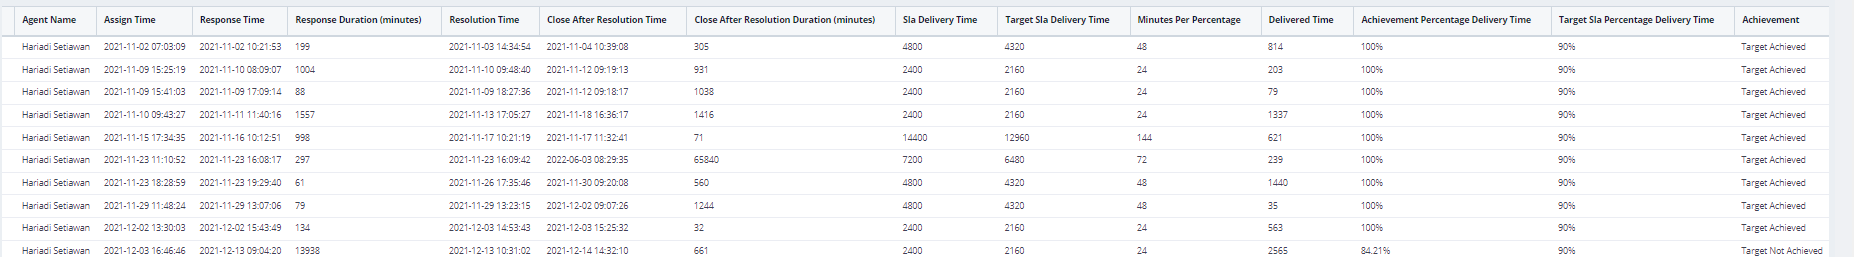 Agent Name Assign Time Response Time Response Duration (minutes) Resolution Time Close After Resolution Time Close After Resolution Duration (minutes) Sla Delivery Time Target Sla Delivery Time Minutes Per Percentage Delivered Time Achievement Percentage Delivery Time Target Sla Percentage Delivery Time Achievement
Hariadi Setiawan 2021-11-02 07:03:09 2021-11-02 10:21:53 199 2021-11-03 14:34:54 2021-11-04 10:39:08 305 4800 4320 48 814 100% 90% Target Achieved
Hariadi Setiawan 2021-11-09 15:25:19 2021-11-10 08:09:07 1004 2021-11-10 09:48:40 2021-11-12 09:19:13 931 2400 2160 24 203 100% 90% Target Achieved
Hariadi Setiawan 2021-11-09 15:41:03 2021-11-09 17:09:14 88 2021-11-09 18:27:36 2021-11-12 09:18:17 1038 2400 2160 24 79 100% 90% Target Achieved
Hariadi Setiawan 2021-11-10 09:43:27 2021-11-11 11:40:16 1557 2021-11-13 17:05:27 2021-11-18 16:36:17 1416 2400 2160 24 1337 100% 90% Target Achieved
Hariadi Setiawan 2021-11-15 17:34:35 2021-11-16 10:12:51 998 2021-11-17 10:21:19 2021-11-17 11:32:41 71 14400 12960 144 621 100% 90% Target Achieved
Hariadi Setiawan 2021-11-23 11:10:52 2021-11-23 16:08:17 297 2021-11-23 16:09:42 2022-06-03 08:29:35 65840 7200 6480 72 239 100% 90% Target Achieved
Hariadi Setiawan 2021-11-23 18:28:59 2021-11-23 19:29:40 61 2021-11-26 17:35:46 2021-11-30 09:20:08 560 4800 4320 48 1440 100% 90% Target Achieved
Hariadi Setiawan 2021-11-29 11:48:24 2021-11-29 13:07:06 79 2021-11-29 13:23:15 2021-12-02 09:07:26 1244 4800 4320 48 35 100% 90% Target Achieved
Hariadi Setiawan 2021-12-02 13:30:03 2021-12-02 15:43:49 134 2021-12-03 14:53:43 2021-12-03 15:25:32 32 2400 2160 24 563 100% 90% Target Achieved
Hariadi Setiawan 2021-12-03 16:46:46 2021-12-13 09:04:20 13938 2021-12-13 10:31:02 2021-12-14 14:32:10 661 2400 2160 24 2565 84.21% 90% Target Not Achieved